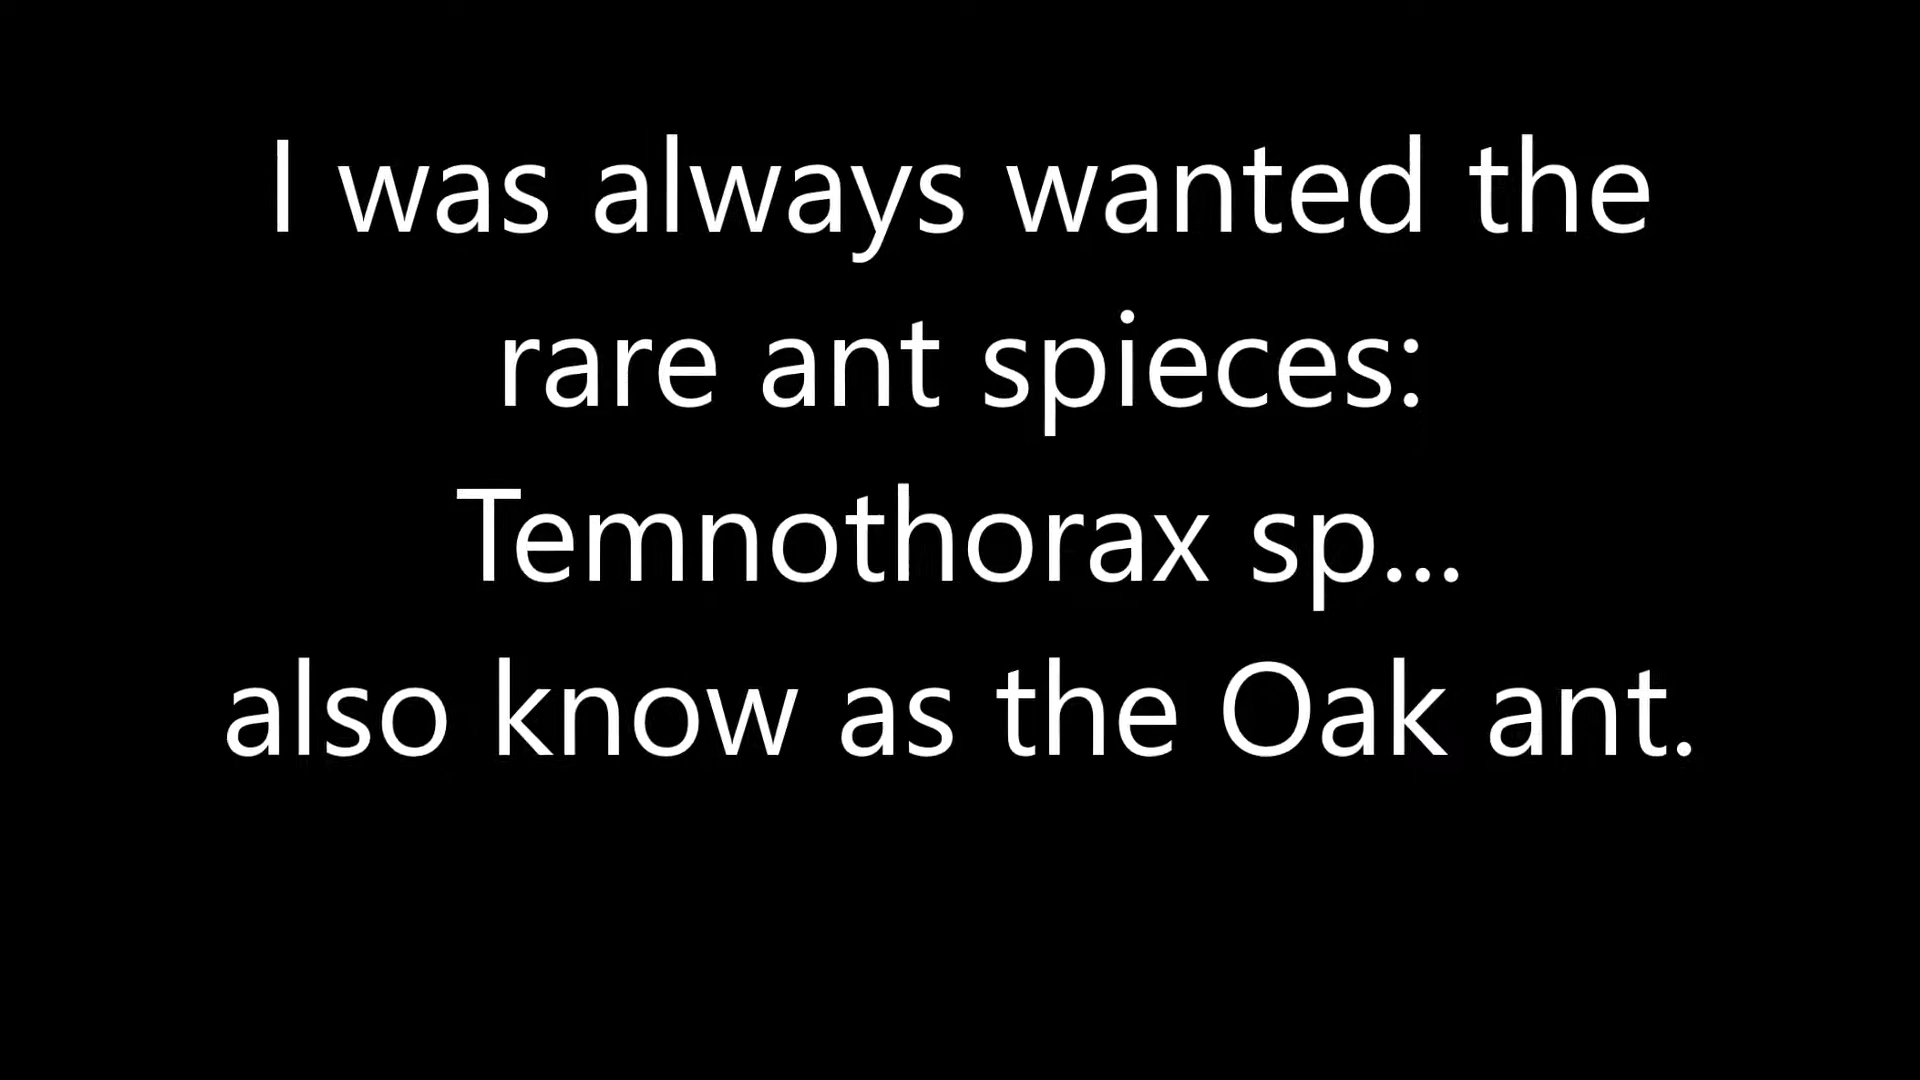 I was always wanted the
rare ant spieces:
Temnothorax sp...
also know as the Oak ant.